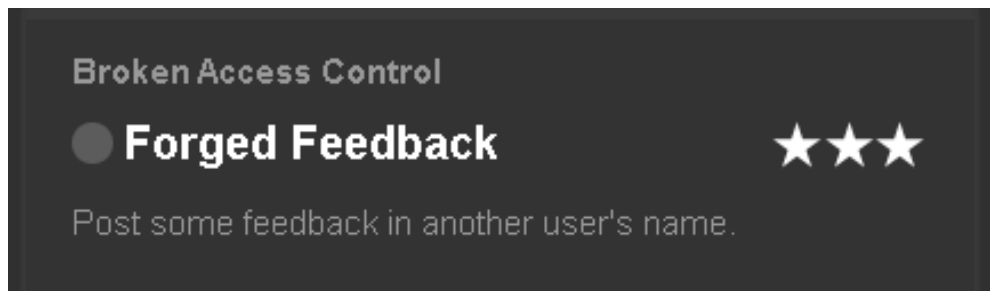 Broken Access Control
Forged Feedback
Post some feedback in another user's name.